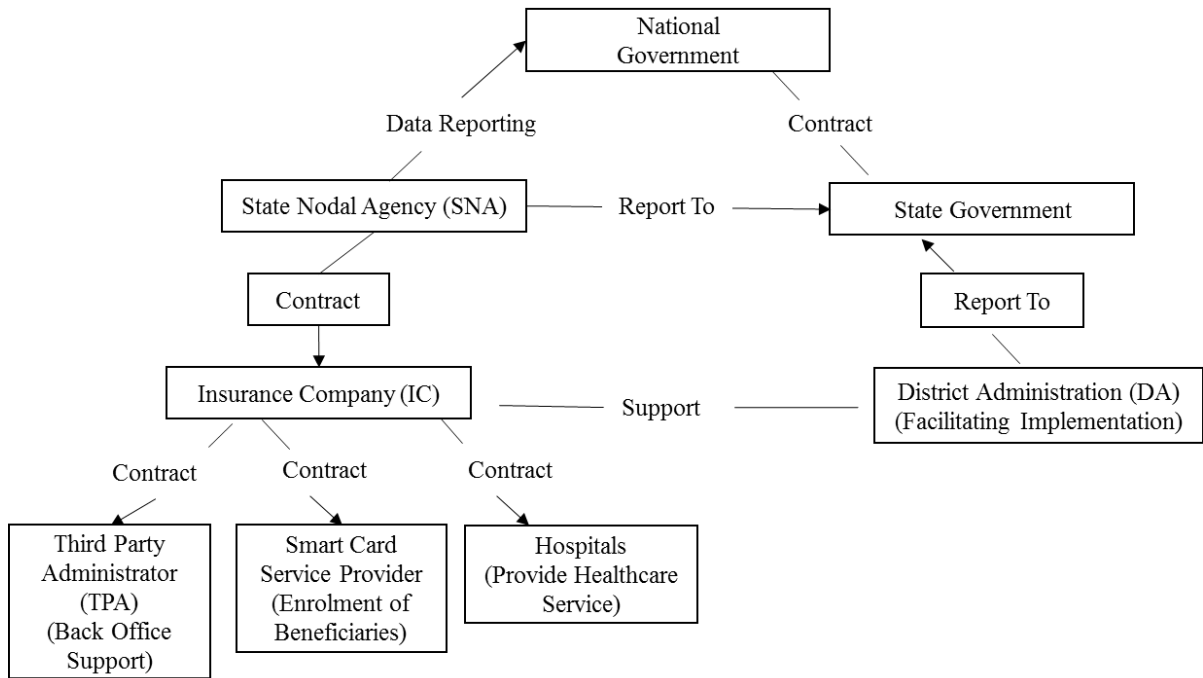 National
Government
Data Reporting
Contract
State Nodal Agency (SNA)
Report To
State Government
Contract
Report To
Insurance Company (IC)
Support
District Administration (DA)
(Facilitating Implementation)
Contract
Contract
Contract
Third Party
Administrator
(TPA)
(Back Office
Support)
Smart Card
Service Provider
(Enrolment of
Beneficiaries)
Hospitals
(Provide Healthcare
Service)